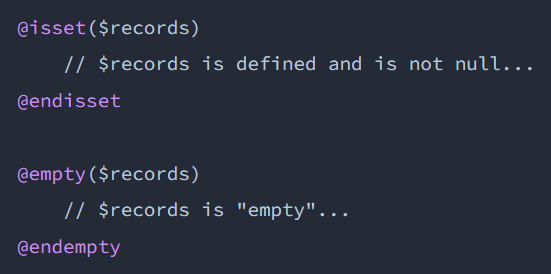 @isset($records)
// $records is defined and is not null...
@endisset
@empty($records)
// $records is "empty"...
@endempty